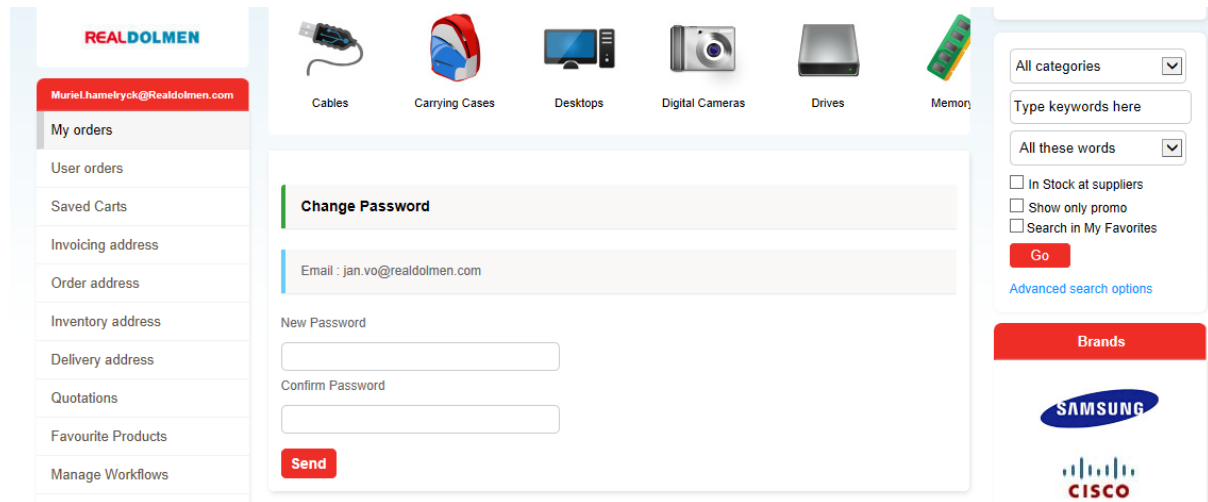 REALDOLMEN
Muriel.hamelryck@Realdolmen.com
My orders
User orders
Saved Carts
Invoicing address
Order address
Inventory address
Delivery address
Quotations
Favourite Products
Manage Workflows
Cables
Carrying Cases
Desktops
Digital Cameras
Drives
Memory
Change Password
Email : jan.vo@realdolmen.com
New Password
Confirm Password
Send
All categories
Type keywords here
All these words
In Stock at suppliers
Show only promo
Search in My Favorites
Go
Advanced search options
Brands
SAMSUNG
CISCO